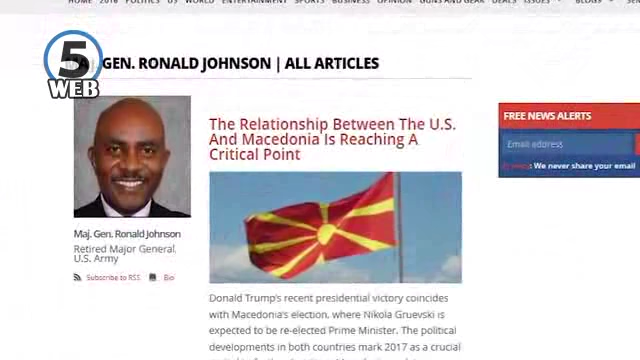 HOME 2016 POLITICS US WORLD ENTERTAINMENT SPORTS BUSINESS OPINION GUNS AND GEAR DEALS ISSUES BLOGS
5
WEB
GEN. RONALD JOHNSON | ALL ARTICLES
The Relationship Between The U.S.
And Macedonia Is Reaching A
Critical Point
Maj. Gen. Ronald Johnson
Retired Major General,
U.S. Army
Subscribe to RSS Bio
Donald Trump's recent presidential victory coincides
with Macedonia's election, where Nikola Gruevski is
expected to be re-elected Prime Minister. The political
developments in both countries mark 2017 as a crucial
FREE NEWS ALERTS
Email address
: We never share your email